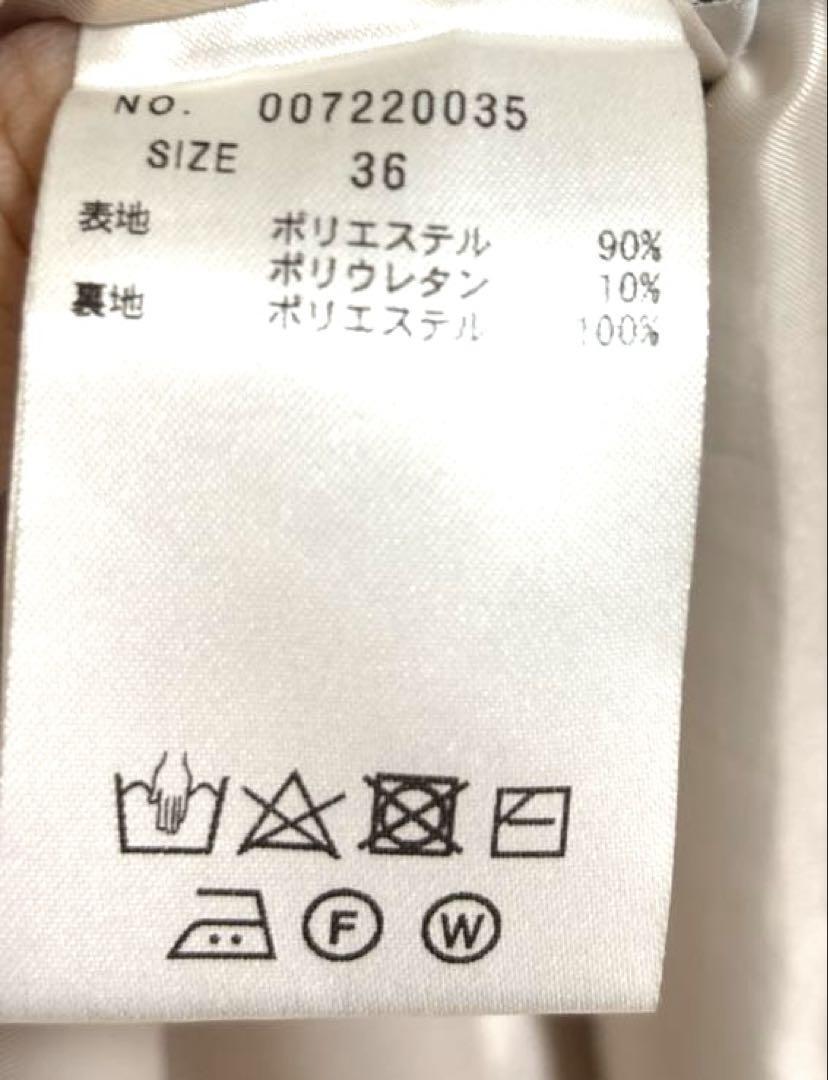 NO. 007220035
SIZE 36
表地 ポリエステル 90%
ポリウレタン 10%
裏地 ポリエステル 100%
F W